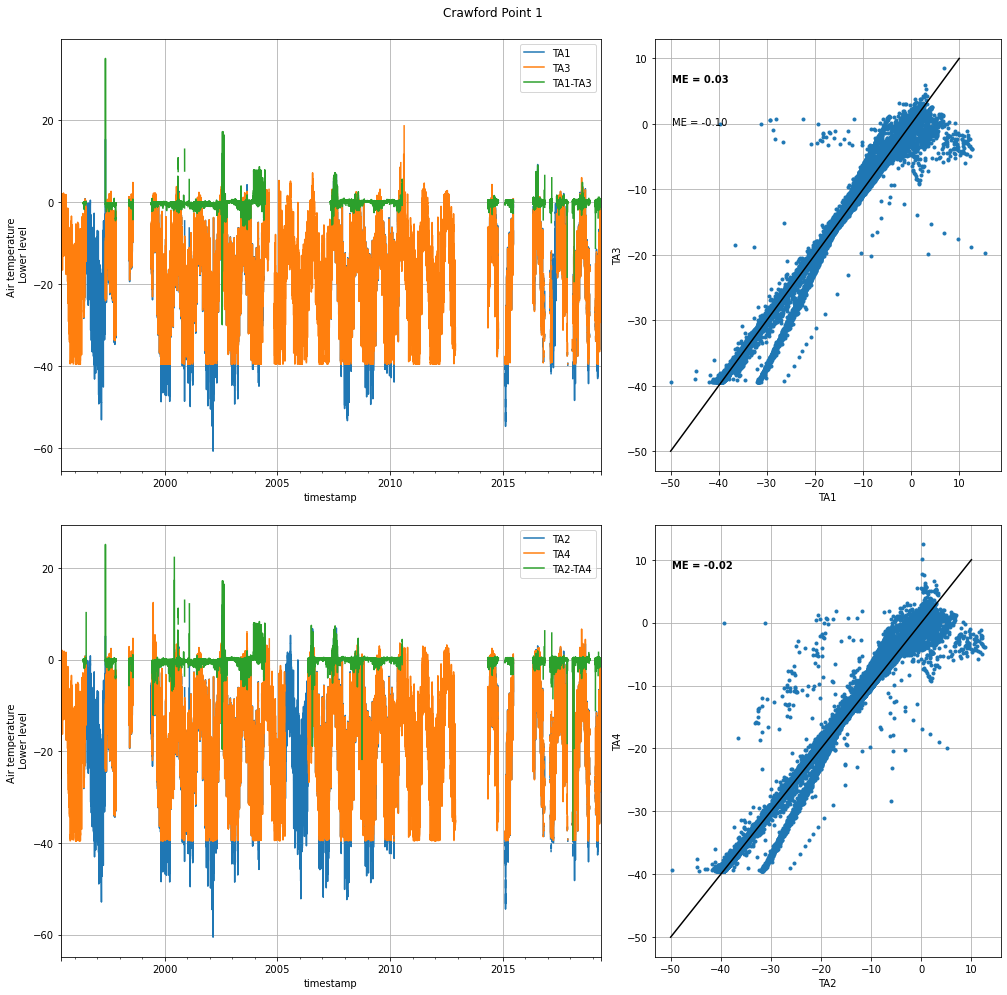 Crawford Point 1
TA1
TA3
TA1-TA3
20
0
−20
−40
−60
Air temperature
Lower level
2000
2005
2010
2015
timestamp
ME = 0.03
ME = -0.10
10
0
−10
−20
−30
−40
−50
TA3
−50
−40
−30
−20
−10
0
10
TA1
TA2
TA4
TA2-TA4
20
0
−20
−40
−60
Air temperature
Lower level
2000
2005
2010
2015
timestamp
ME = -0.02
10
0
−10
−20
−30
−40
−50
TA4
−50
−40
−30
−20
−10
0
10
TA2